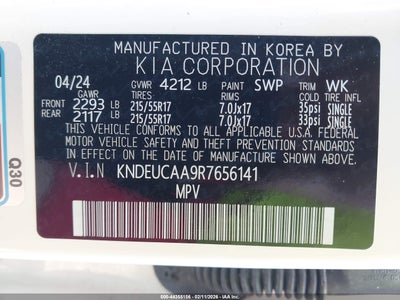 MANUFACTURED IN KOREA BY
KIA CORPORATION
04/24 GVWR 4212 LB PAINT SWP TRIM WK
GAWR TIRES RIMS COLD TIRE INFL
FRONT 2293 LB 215/55R17 7.0Jx17 35psi SINGLE
REAR 2117 LB 215/55R17 7.0Jx17 33psi SINGLE
THIS VEHICLE CONFORMS TO ALL APPLICABLE U.S. FEDERAL
MOTOR VEHICLE SAFETY AND THEFT PREVENTION STANDARDS
IN EFFECT ON THE DATE OF MANUFACTURE SHOWN ABOVE.
V.I.N KNDEUCAA9R7656141
MPV
Q30